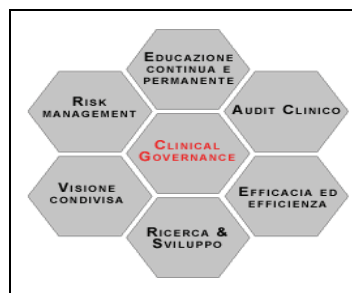 EDUCAZIONE
CONTINUA E
PERMANENTE
RISK
MANAGEMENT
AUDIT CLINICO
CLINICAL
GOVERNANCE
VISIONE
CONDIVISA
EFFICACIA ED
EFFICIENZA
RICERCA &
SVILUPPO